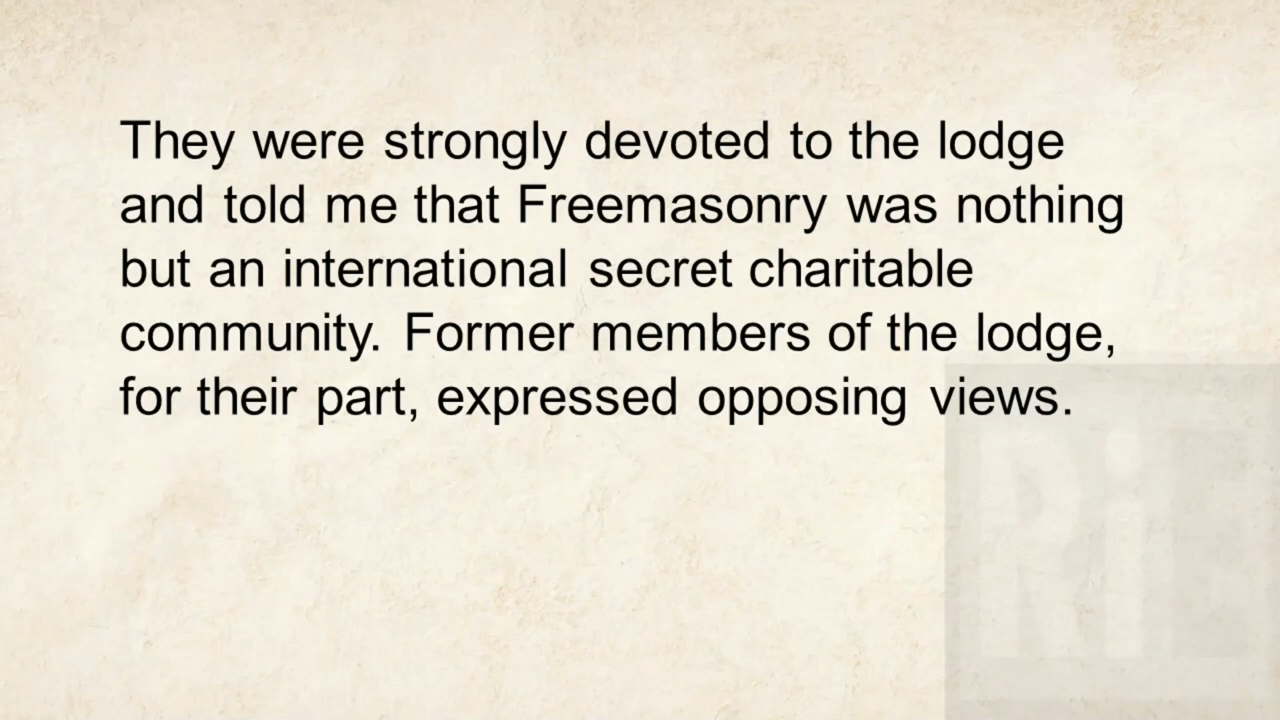 They were strongly devoted to the lodge
and told me that Freemasonry was nothing
but an international secret charitable
community. Former members of the lodge,
for their part, expressed opposing views.